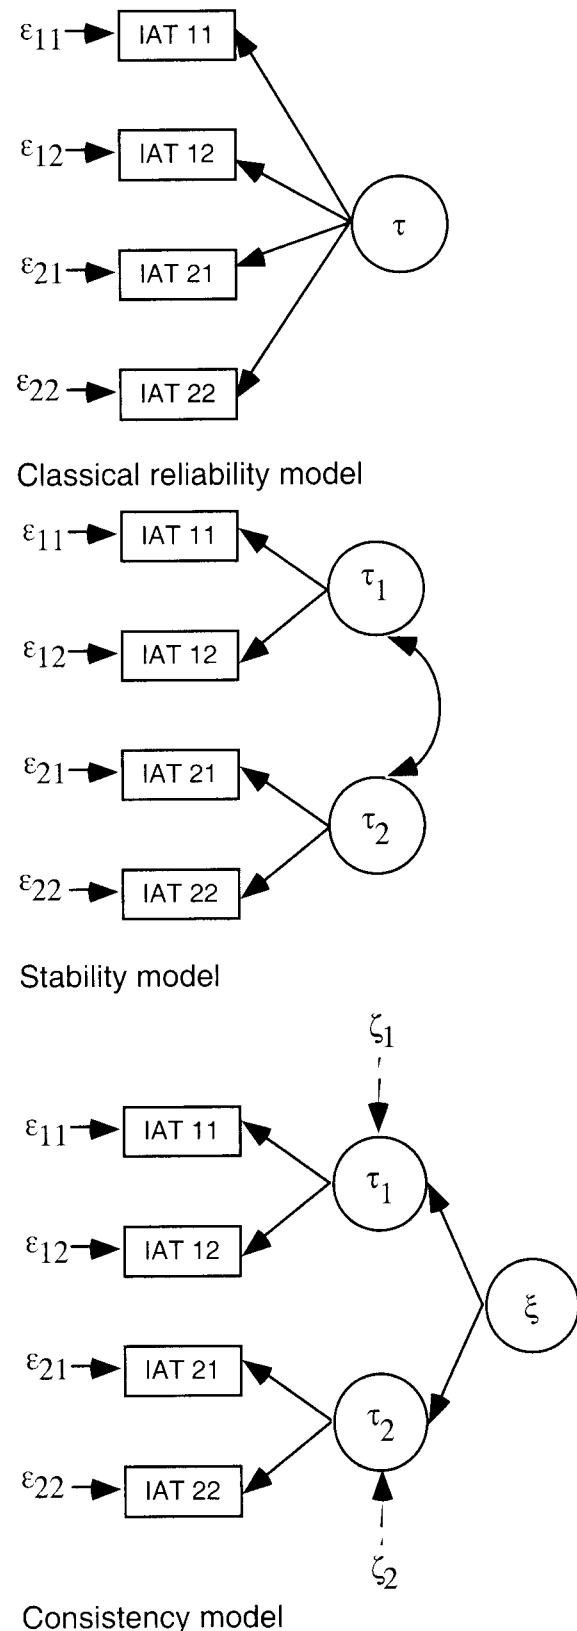 ε11 IAT 11
ε12 IAT 12
τ
ε21 IAT 21
ε22 IAT 22
Classical reliability model
ε11 IAT 11
τ1
ε12 IAT 12
ε21 IAT 21
τ2
ε22 IAT 22
Stability model
ζ1
ε11 IAT 11
τ1
ε12 IAT 12
ξ
ε21 IAT 21
τ2
ε22 IAT 22
ζ2
Consistency model